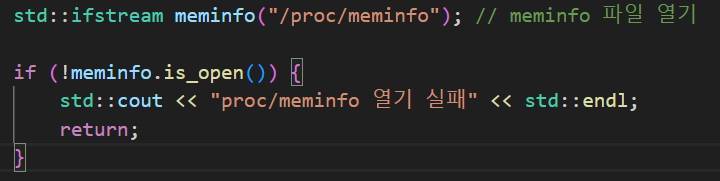 std::ifstream meminfo("/proc/meminfo"); // meminfo 파일 열기
if (!meminfo.is_open()) {
std::cout << "proc/meminfo 열기 실패" << std::endl;
return;
}